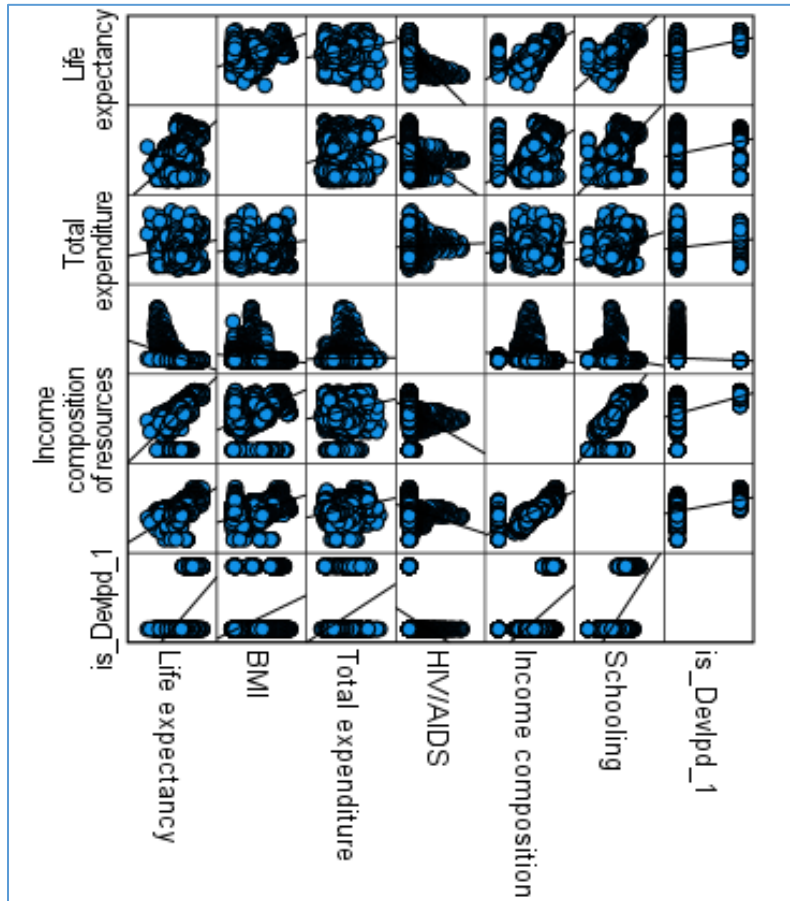 Life
expectancy
Total
expenditure
Income
composition
of resources
is_Devlpd_1
Life expectancy
BMI
Total expenditure
HIV/AIDS
Income composition
Schooling
is_Devlpd_1